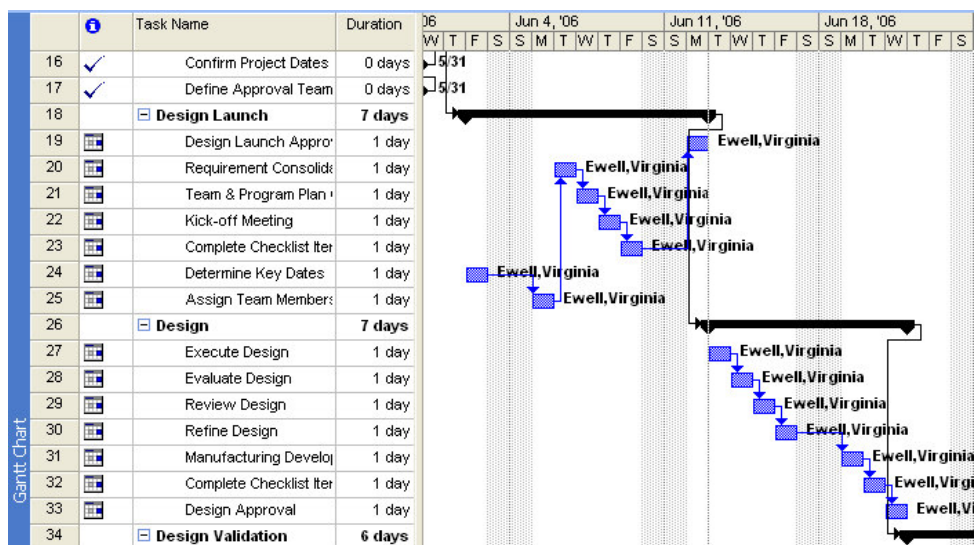 Task Name Duration 06 Jun 4, '06 Jun 11, '06 Jun 18, '06
W T F S S M T W T F S S M T W T F S S M T W T F S
16 Confirm Project Dates 0 days 5/31
17 Define Approval Team 0 days 5/31
18 Design Launch 7 days
19 Design Launch Appro 1 day Ewell,Virginia
20 Requirement Consolida 1 day Ewell,Virginia
21 Team & Program Plan 1 day Ewell,Virginia
22 Kick-off Meeting 1 day Ewell,Virginia
23 Complete Checklist Iter 1 day Ewell,Virginia
24 Determine Key Dates 1 day Ewell,Virginia
25 Assign Team Members 1 day Ewell,Virginia
26 Design 7 days
27 Execute Design 1 day Ewell,Virginia
28 Evaluate Design 1 day Ewell,Virginia
29 Review Design 1 day Ewell,Virginia
30 Refine Design 1 day Ewell,Virginia
31 Manufacturing Develop 1 day Ewell,Virginia
32 Complete Checklist Iter 1 day Ewell,Virgi
33 Design Approval 1 day Ewell,Vi
34 Design Validation 6 days
Gantt Chart